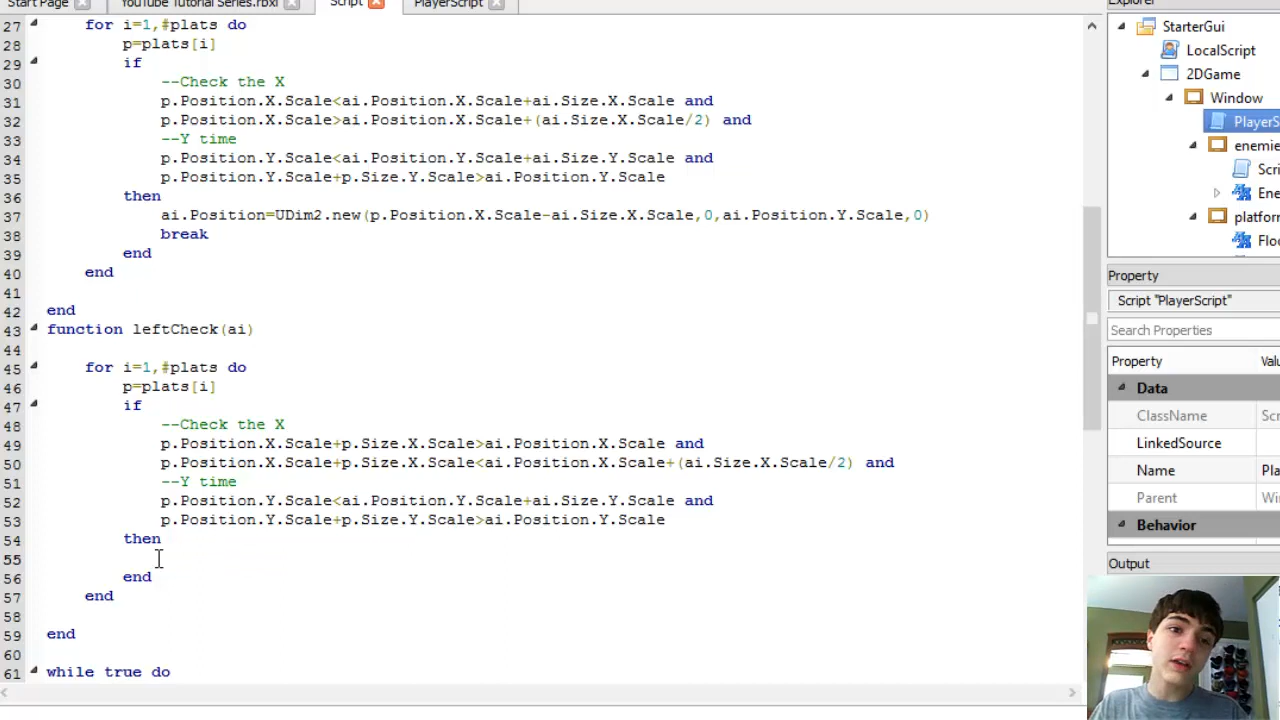 Start Page
YouTube Tutorial Series.rbxl
Script
PlayerScript
Explorer
27 for i=1,#plats do
28 p=plats[i]
29 if
30 --Check the X
31 p.Position.X.Scale<ai.Position.X.Scale+ai.Size.X.Scale and
32 p.Position.X.Scale>ai.Position.X.Scale+(ai.Size.X.Scale/2) and
33 --Y time
34 p.Position.Y.Scale<ai.Position.Y.Scale+ai.Size.Y.Scale and
35 p.Position.Y.Scale+p.Size.Y.Scale>ai.Position.Y.Scale
36 then
37 ai.Position=UDim2.new(p.Position.X.Scale-ai.Size.X.Scale,0,ai.Position.Y.Scale,0)
38 break
39 end
40 end
41
42 end
43 function leftCheck(ai)
44
45 for i=1,#plats do
46 p=plats[i]
47 if
48 --Check the X
49 p.Position.X.Scale+p.Size.X.Scale>ai.Position.X.Scale and
50 p.Position.X.Scale+p.Size.X.Scale<ai.Position.X.Scale+(ai.Size.X.Scale/2) and
51 --Y time
52 p.Position.Y.Scale<ai.Position.Y.Scale+ai.Size.Y.Scale and
53 p.Position.Y.Scale+p.Size.Y.Scale>ai.Position.Y.Scale
54 then
55
56 end
57 end
58
59 end
60
61 while true do
StarterGui
LocalScript
2DGame
Window
PlayerS
enemie
Scri
Ene
platfor
Floo
Property
Script "PlayerScript"
Search Properties
Property Valu
Data
ClassName Scr
LinkedSource
Name Pla
Parent Win
Behavior
Output